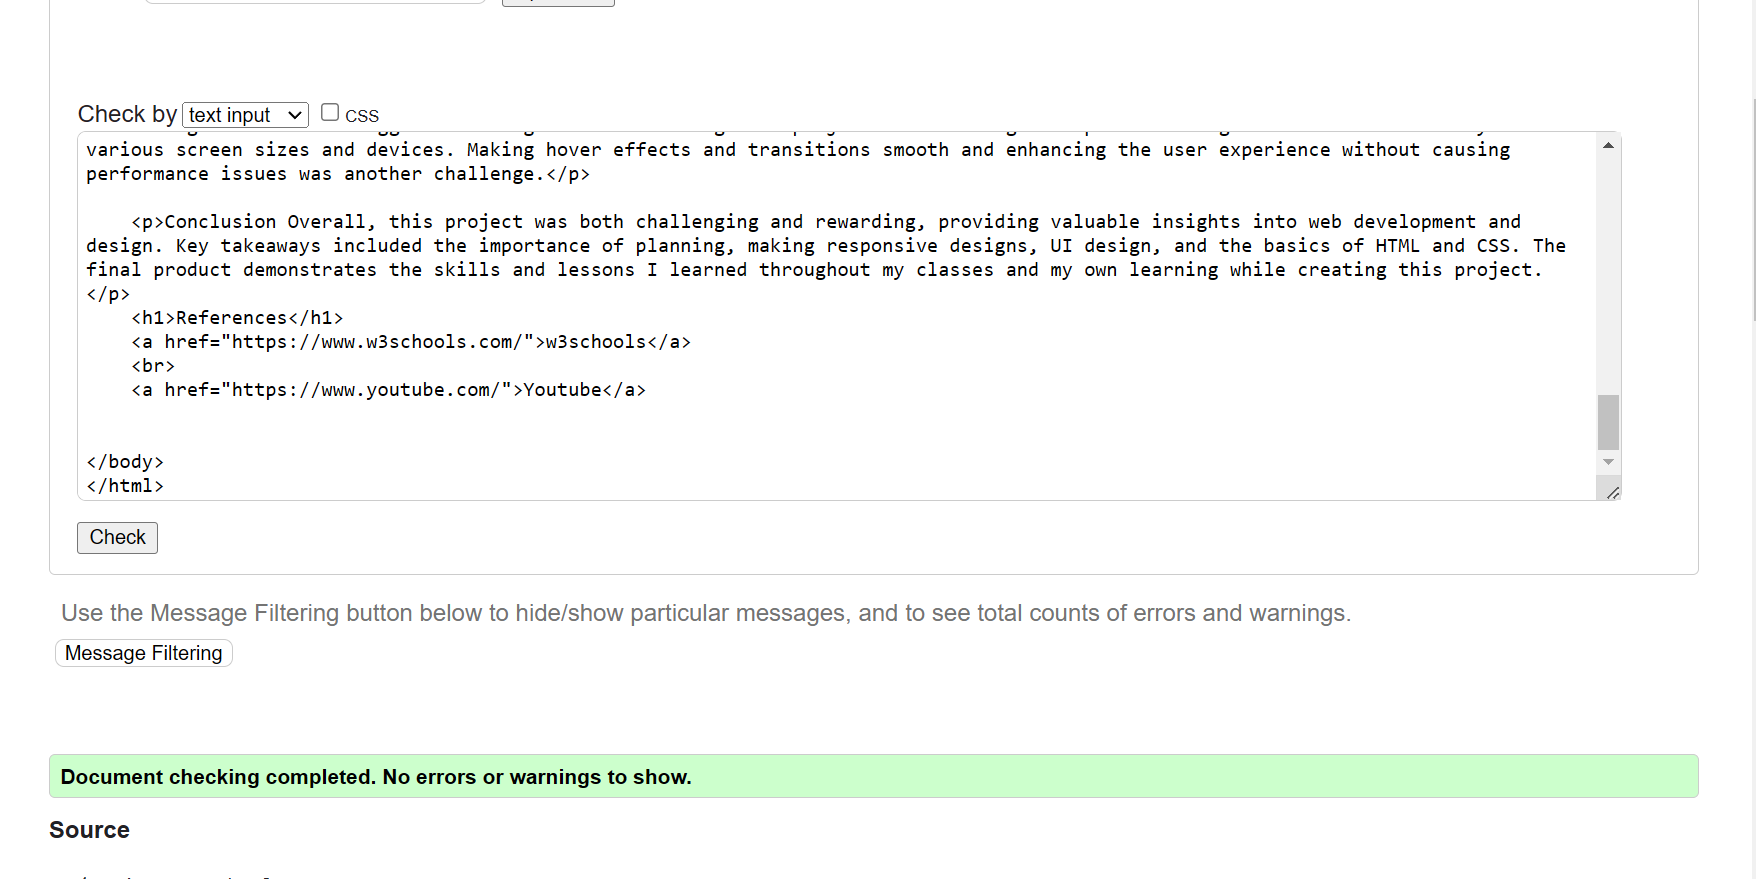 Check by text input CSS
various screen sizes and devices. Making hover effects and transitions smooth and enhancing the user experience without causing
performance issues was another challenge.</p>
<p>Conclusion Overall, this project was both challenging and rewarding, providing valuable insights into web development and
design. Key takeaways included the importance of planning, making responsive designs, UI design, and the basics of HTML and CSS. The
final product demonstrates the skills and lessons I learned throughout my classes and my own learning while creating this project.
</p>
<h1>References</h1>
<a href="https://www.w3schools.com/">w3schools</a>
<br>
<a href="https://www.youtube.com/">Youtube</a>
</body>
</html>
Check
Use the Message Filtering button below to hide/show particular messages, and to see total counts of errors and warnings.
Message Filtering
Document checking completed. No errors or warnings to show.
Source